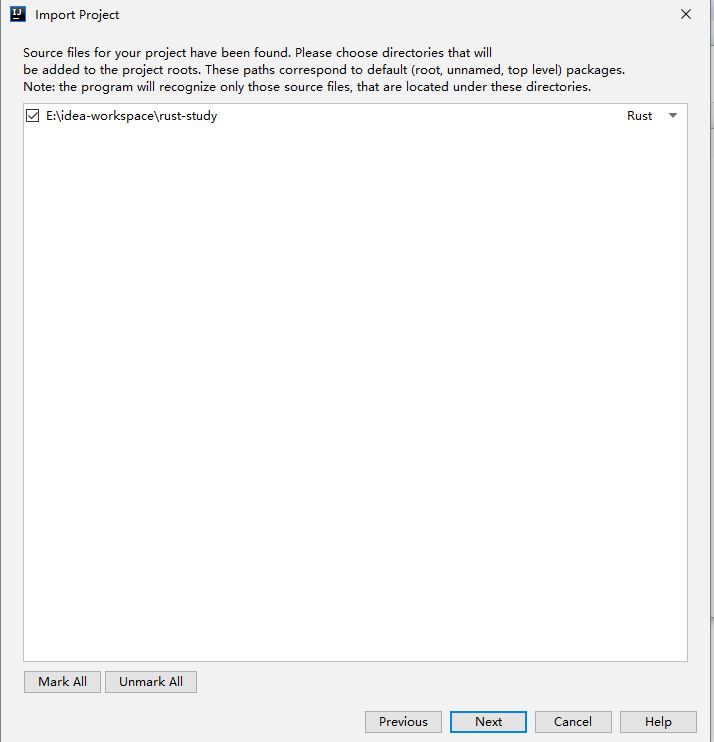 IJ
Import Project
Source files for your project have been found. Please choose directories that will
be added to the project roots. These paths correspond to default (root, unnamed, top level) packages.
Note: the program will recognize only those source files, that are located under these directories.
E:\idea-workspace\rust-study Rust
Mark All Unmark All
Previous Next Cancel Help